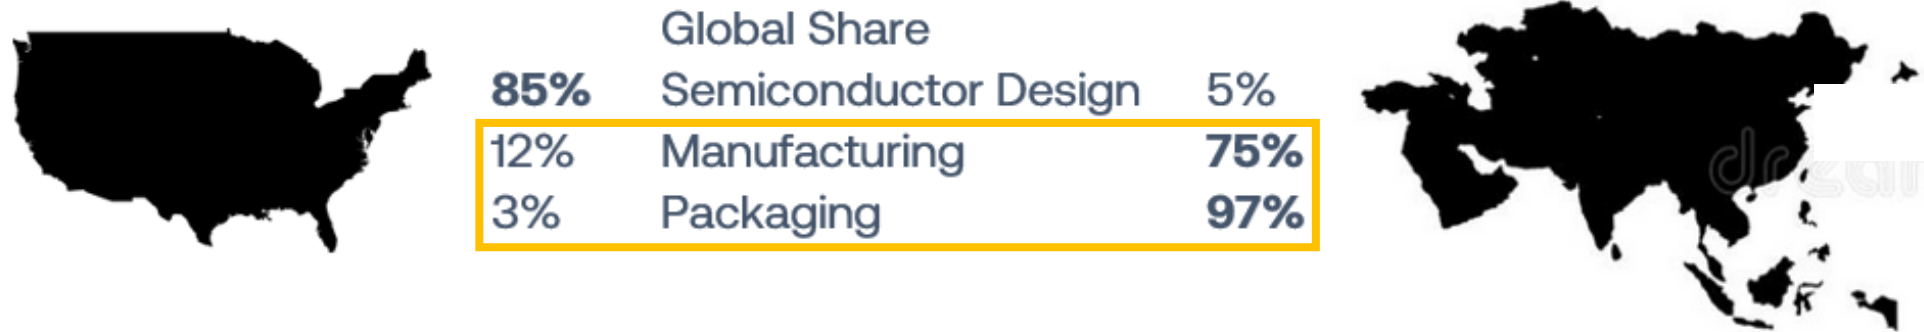 Global Share
85% Semiconductor Design 5%
12% Manufacturing 75%
3% Packaging 97%